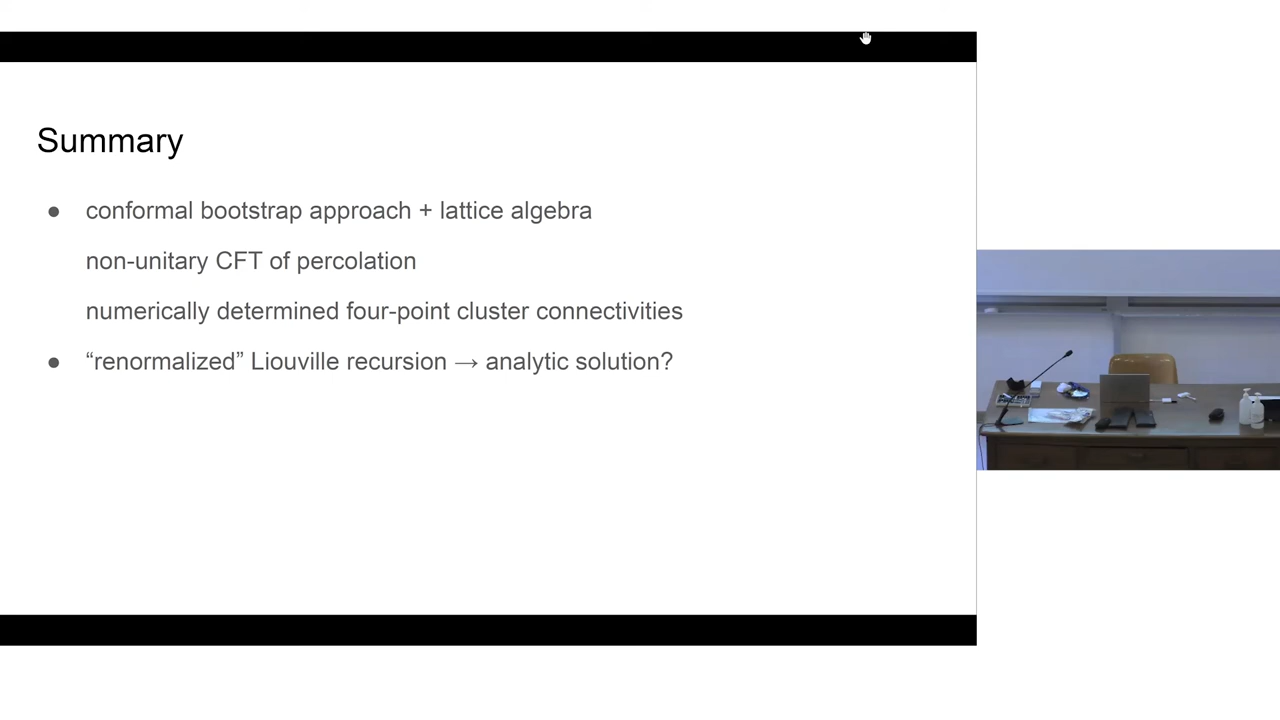 Summary
● conformal bootstrap approach + lattice algebra
non-unitary CFT of percolation
numerically determined four-point cluster connectivities
● “renormalized” Liouville recursion → analytic solution?